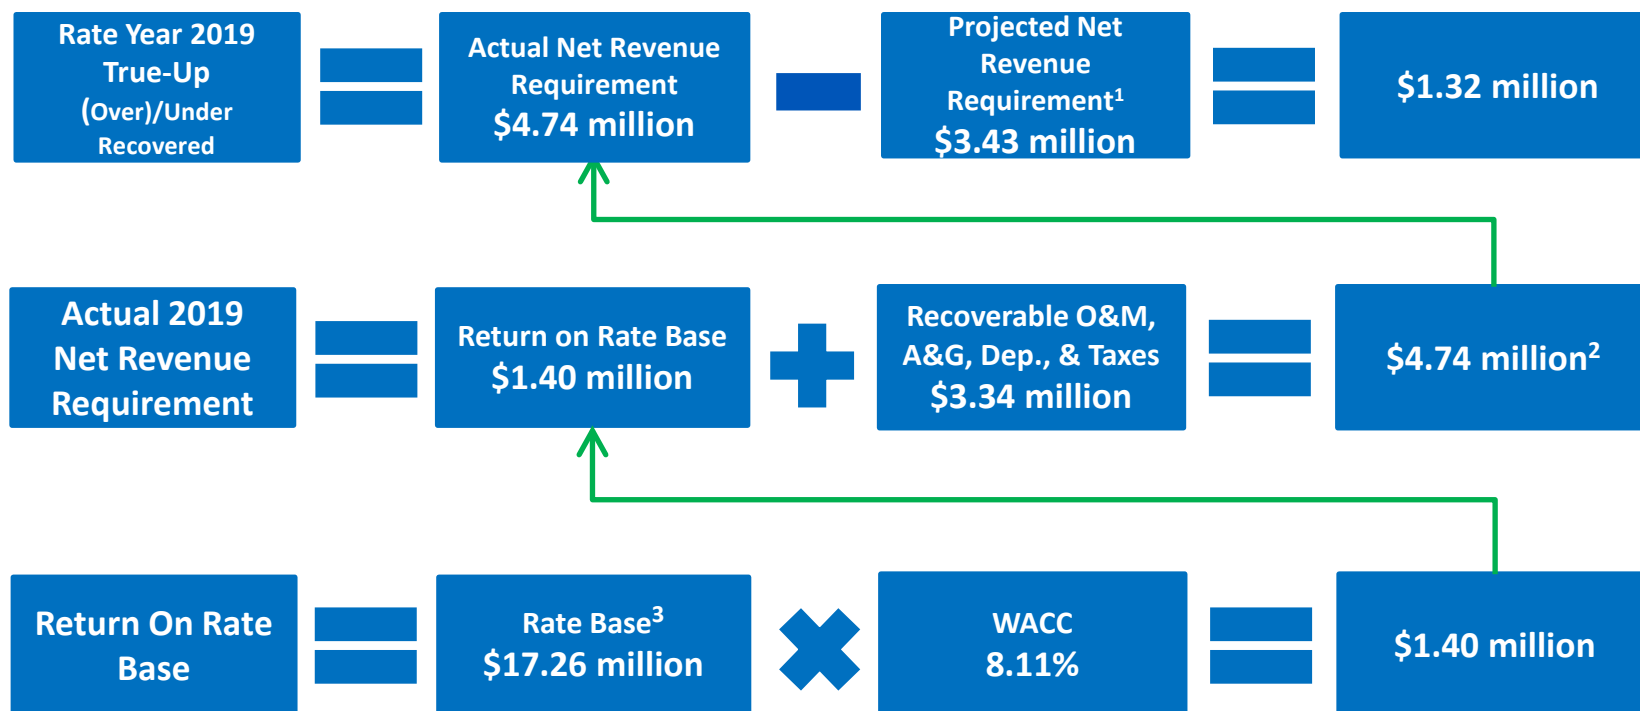 Rate Year 2019
True-Up
(Over)/Under
Recovered
Actual Net Revenue
Requirement
$4.74 million
Projected Net
Revenue
Requirement¹
$3.43 million
$1.32 million
Actual 2019
Net Revenue
Requirement
Return on Rate Base
$1.40 million
Recoverable O&M,
A&G, Dep., & Taxes
$3.34 million
$4.74 million²
Return On Rate
Base
Rate Base³
$17.26 million
WACC
8.11%
$1.40 million